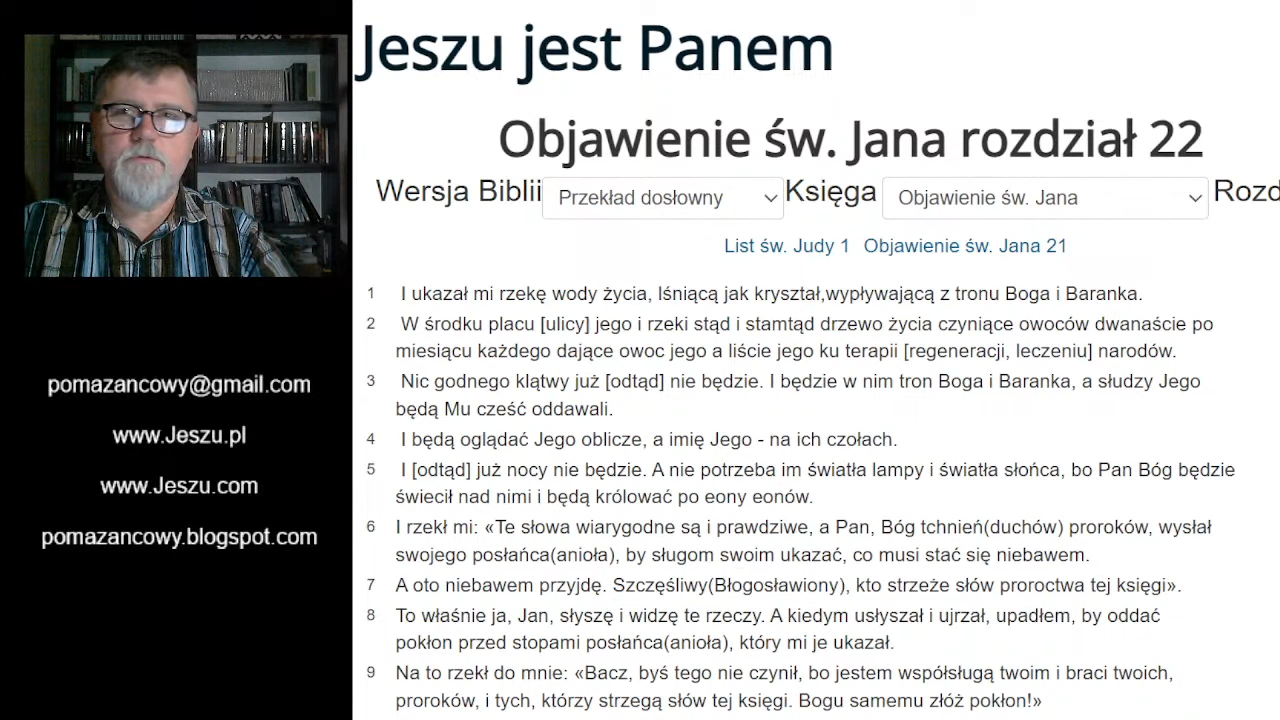 Jeszu jest Panem
Objawienie św. Jana rozdział 22
Wersja Biblii Przekład dosłowny Księga Objawienie św. Jana Rozd
List św. Judy 1 Objawienie św. Jana 21
1 I ukazał mi rzekę wody życia, lśniącą jak kryształ,wypływającą z tronu Boga i Baranka.
2 W środku placu [ulicy] jego i rzeki stąd i stamtąd drzewo życia czyniące owoców dwanaście po
miesiącu każdego dające owoc jego a liście jego ku terapii [regeneracji, leczeniu] narodów.
3 Nic godnego klątwy już [odtąd] nie będzie. I będzie w nim tron Boga i Baranka, a słudzy Jego
będą Mu cześć oddawali.
4 I będą oglądać Jego oblicze, a imię Jego - na ich czołach.
5 I [odtąd] już nocy nie będzie. A nie potrzeba im światła lampy i światła słońca, bo Pan Bóg będzie
świecił nad nimi i będą królować po eony eonów.
6 I rzekł mi: «Te słowa wiarygodne są i prawdziwe, a Pan, Bóg tchnień(duchów) proroków, wysłał
swojego posłańca(anioła), by sługom swoim ukazać, co musi stać się niebawem.
7 A oto niebawem przyjdę. Szczęśliwy(Błogosławiony), kto strzeże słów proroctwa tej księgi».
8 To właśnie ja, Jan, słyszę i widzę te rzeczy. A kiedym usłyszał i ujrzał, upadłem, by oddać
pokłon przed stopami posłańca(anioła), który mi je ukazał.
9 Na to rzekł do mnie: «Bacz, byś tego nie czynił, bo jestem współsługą twoim i braci twoich,
proroków, i tych, którzy strzegą słów tej księgi. Bogu samemu złóż pokłon!»
pomazancowy@gmail.com
www.Jeszu.pl
www.Jeszu.com
pomazancowy.blogspot.com